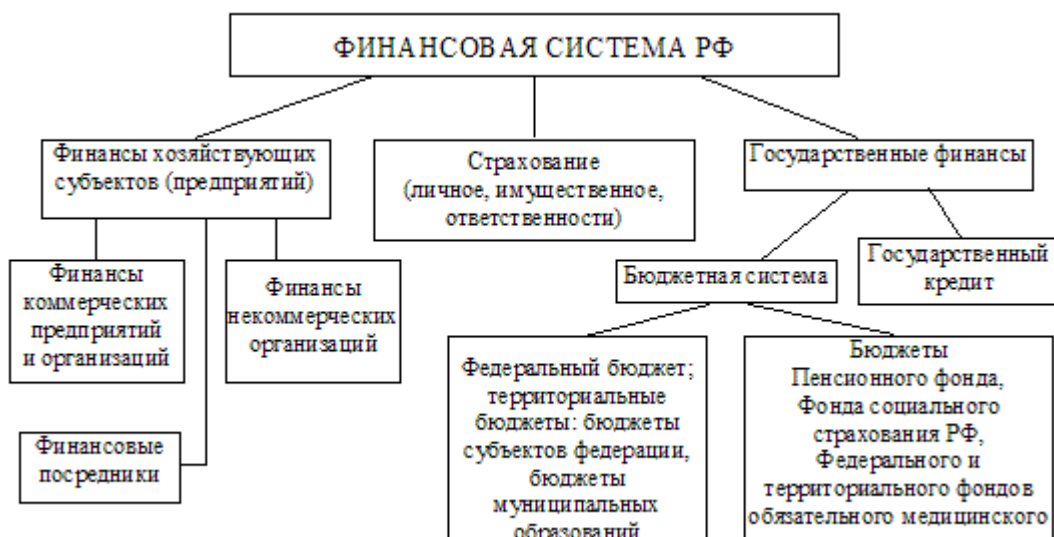 ФИНАНСОВАЯ СИСТЕМА РФ
Финансы хозяйствующих
субъектов (предприятий)
Страхование
(личное, имущественное,
ответственности)
Государственные финансы
Финансы
коммерческих
предприятий
и организаций
Финансы
некоммерческих
организаций
Бюджетная система
Государственный
кредит
Финансовые
посредники
Федеральный бюджет;
территориальные
бюджеты: бюджеты
субъектов федерации,
бюджеты
муниципальных
образований
Бюджеты
Пенсионного фонда,
Фонда социального
страхования РФ,
Федерального и
территориального фондов
обязательного медицинского